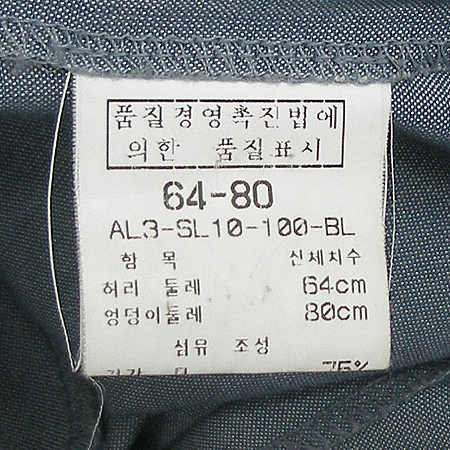 품질경영촉진법에
의한 품질표시
64-80
AL3-SL10-100-BL
항 목 신체치수
허리 둘레 64cm
엉덩이둘레 80cm
섬유 조성
75%